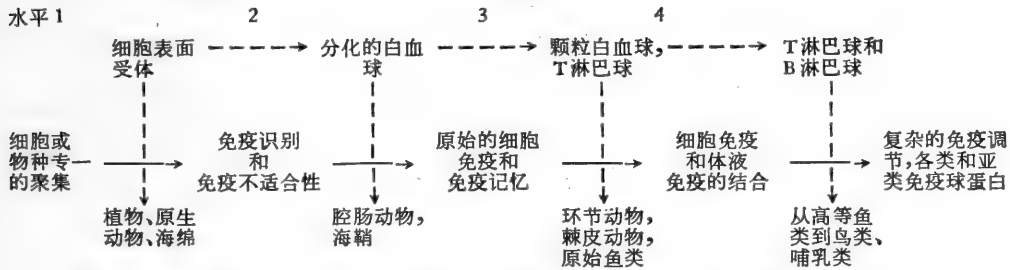 水平 1 2 3 4
细胞表面
受体
分化的白血
球
颗粒白血球，
T淋巴球
T淋巴球和
B淋巴球
细胞或
物种专一
的聚集
免疫识别
和
免疫不适合性
原始的细胞
免疫和
免疫记忆
细胞免疫
和体液
免疫的结合
复杂的免疫调
节，各类和亚
类免疫球蛋白
植物、原生
动物、海绵
腔肠动物，
海鞘
环节动物，
棘皮动物，
原始鱼类
从高等鱼
类到鸟类、
哺乳类